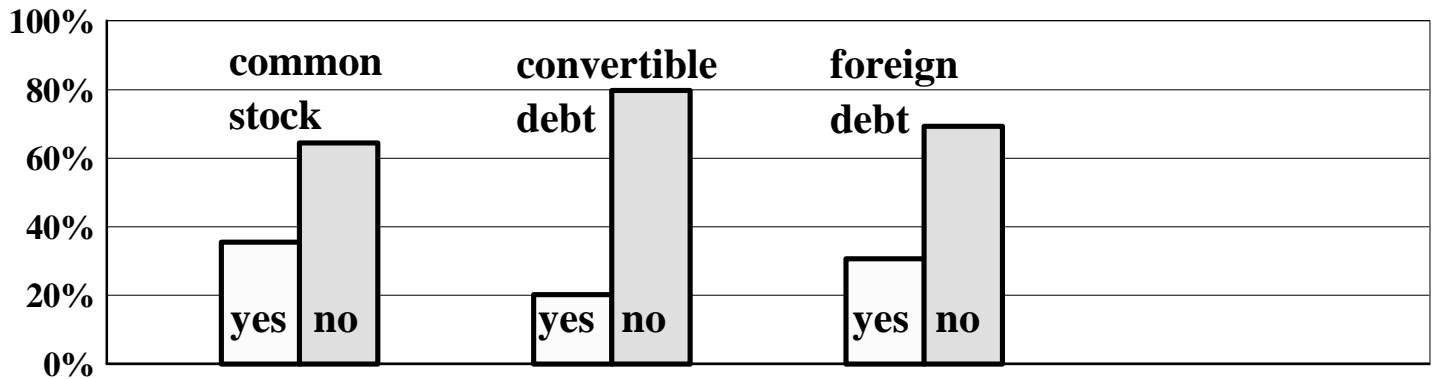 100%
common convertible foreign
80%
stock debt debt
60%
40%
20%
yes no yes no yes no
0%